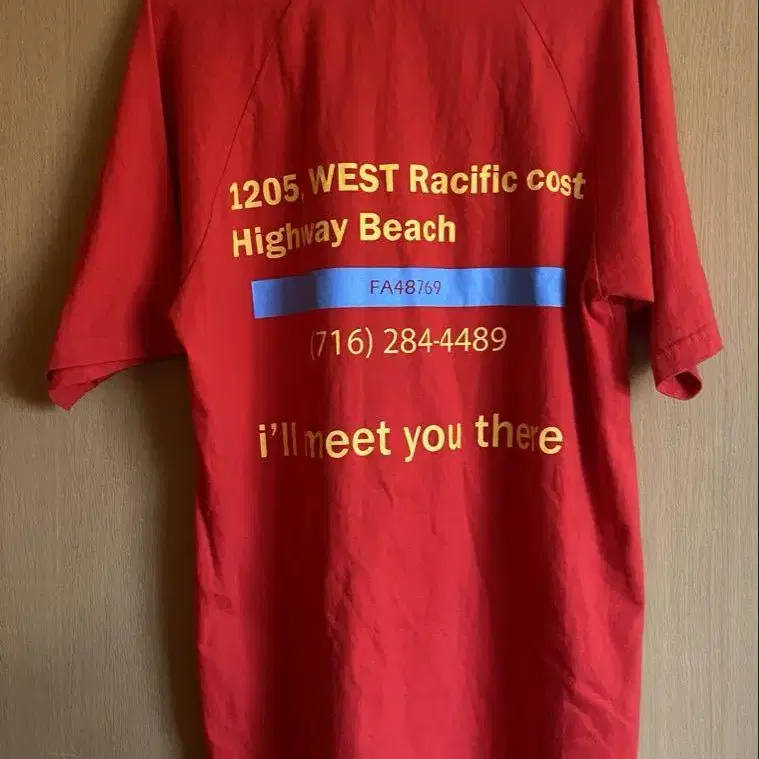 1205, WEST Racific cost
Highway Beach
FA48769
(716) 284-4489
i'll meet you there